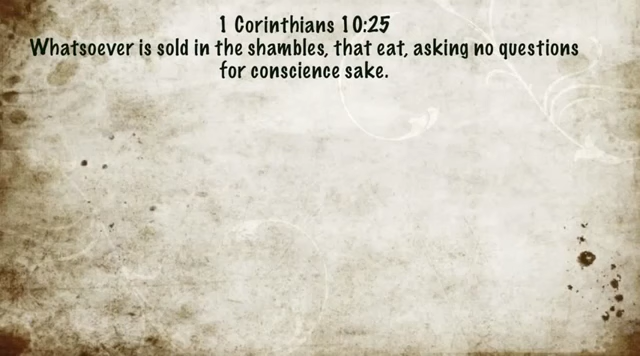 1 Corinthians 10:25
Whatsoever is sold in the shambles, that eat, asking no questions
for conscience sake.